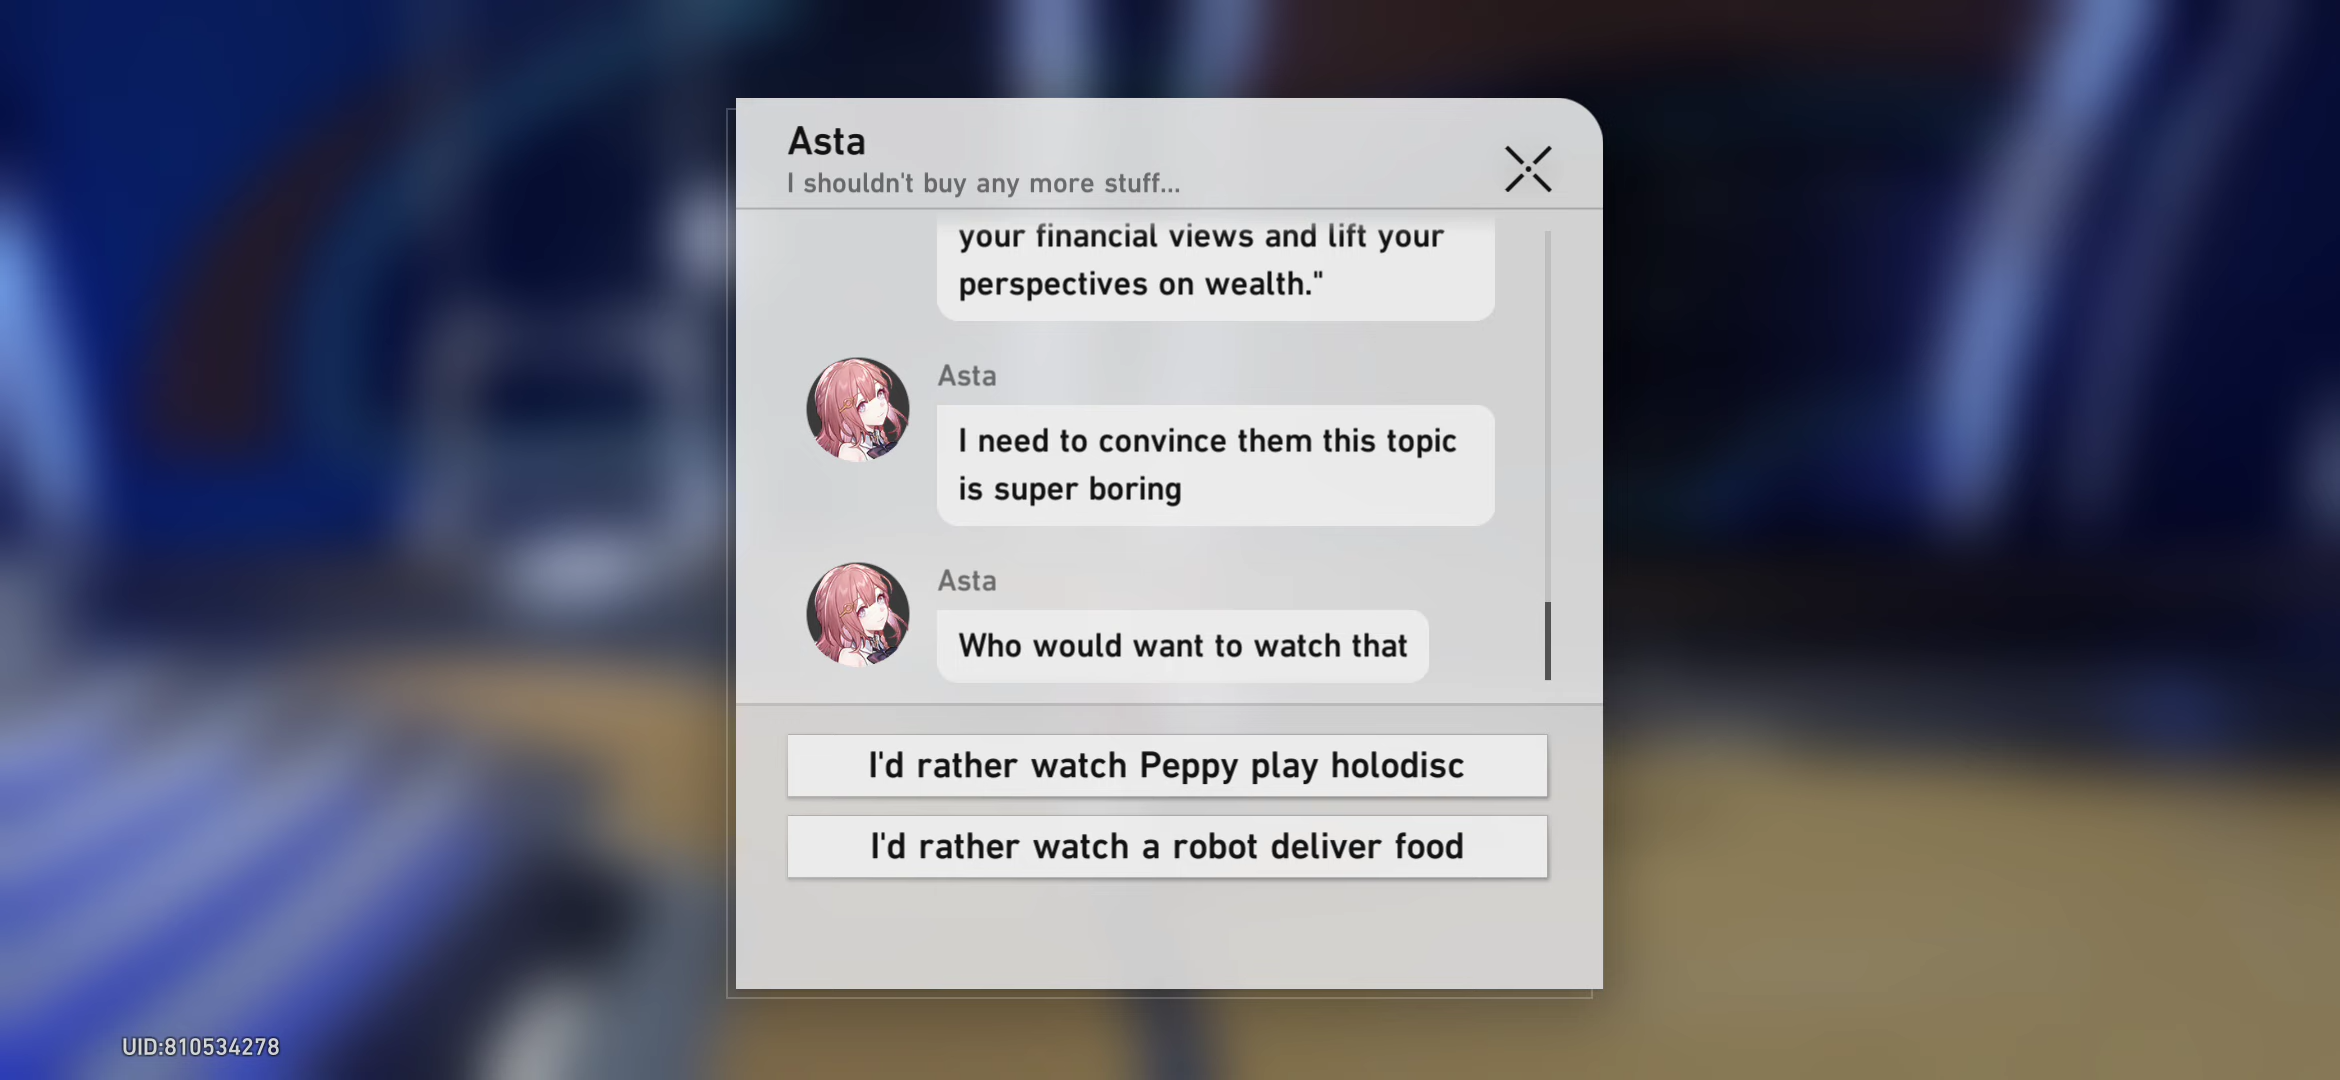 Asta
I shouldn't buy any more stuff...
your financial views and lift your
perspectives on wealth."
Asta
I need to convince them this topic
is super boring
Asta
Who would want to watch that
I'd rather watch Peppy play holodisc
I'd rather watch a robot deliver food
UID:810534278